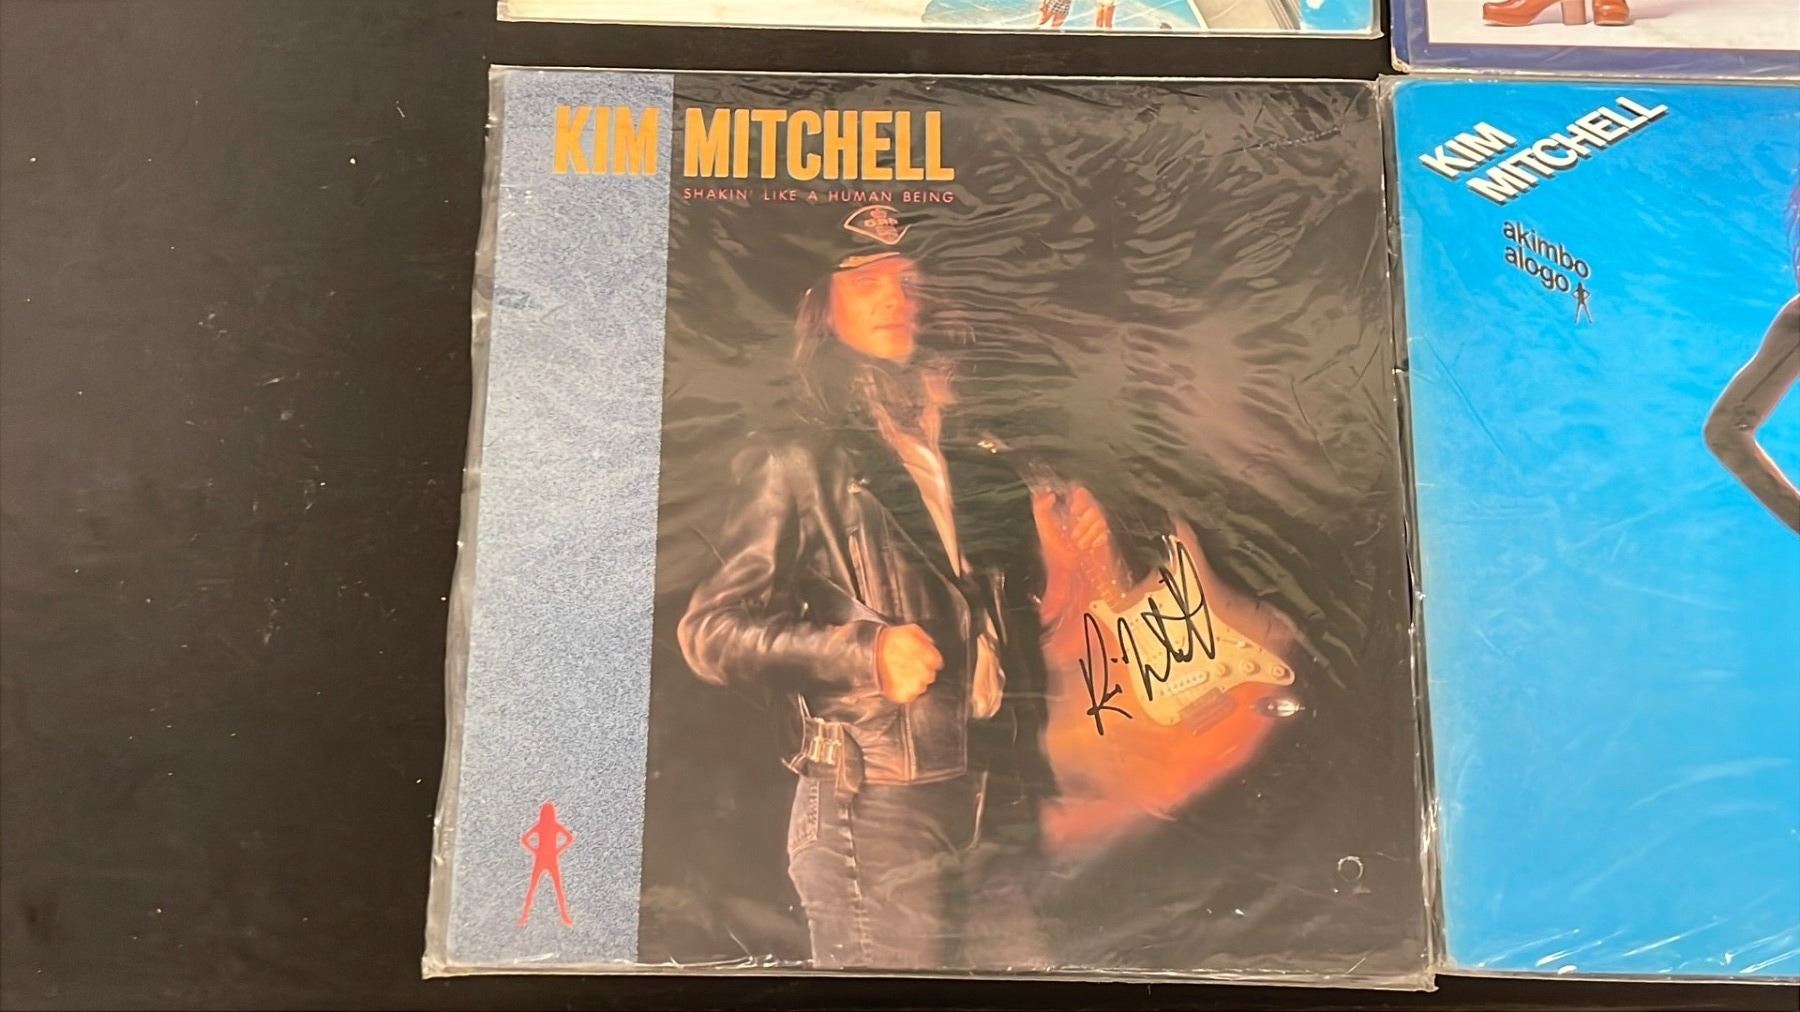 KIM MITCHELL
SHAKIN' LIKE A HUMAN BEING
KIM
MITCHELL
akimbo
alogo